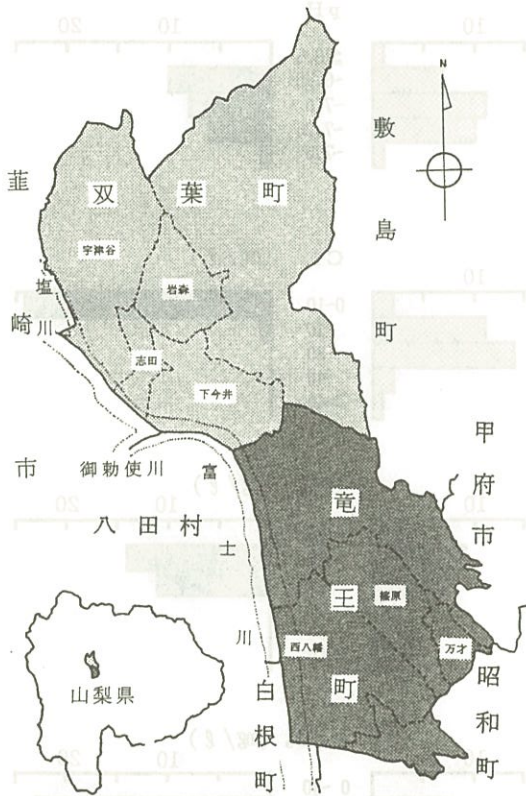 N
敷島町
双葉町
韮崎市
宇津谷
塩川
岩森
志田
下今井
御勅使川
富士川
八田村
甲府市
竜王町
篠原
西八幡
万才
昭和町
白根町
山梨県